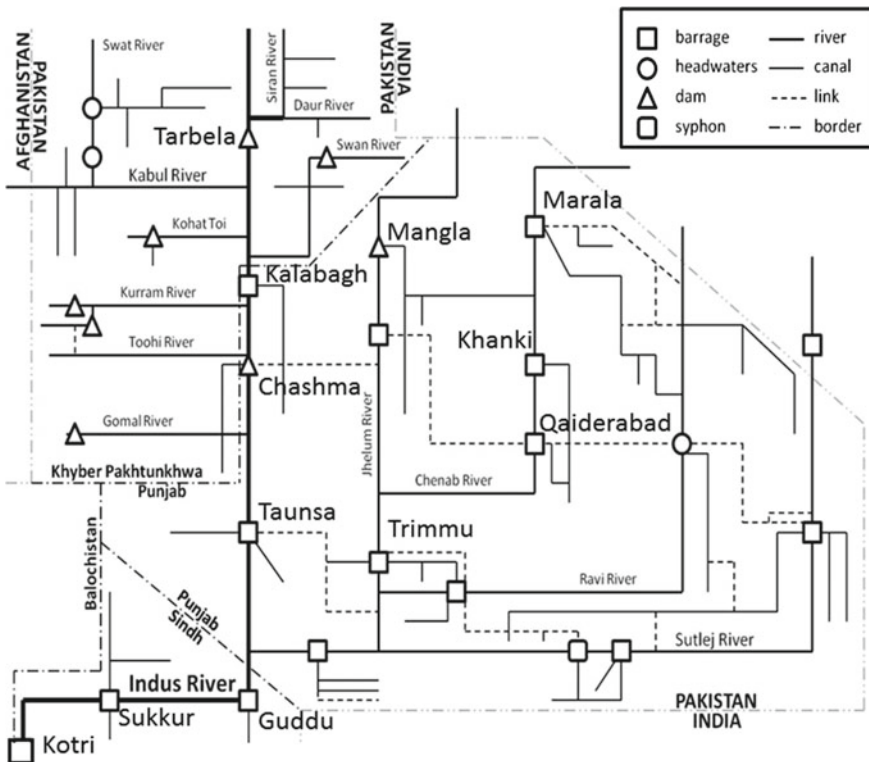 barrage
river
headwaters
canal
dam
link
syphon
border
AFGHANISTAN
PAKISTAN
Swat River
Siran River
PAKISTAN
INDIA
Daur River
Tarbela
Swan River
Kabul River
Kohat Toi
Mangla
Marala
Kalabagh
Kurram River
Toohi River
Khanki
Chashma
Jhelum River
Gomal River
Qaiderabad
Khyber Pakhtunkhwa
Punjab
Chenab River
Taunsa
Trimmu
Balochistan
Punjab
Sindh
Ravi River
Sutlej River
Indus River
Sukkur
Guddu
PAKISTAN
INDIA
Kotri